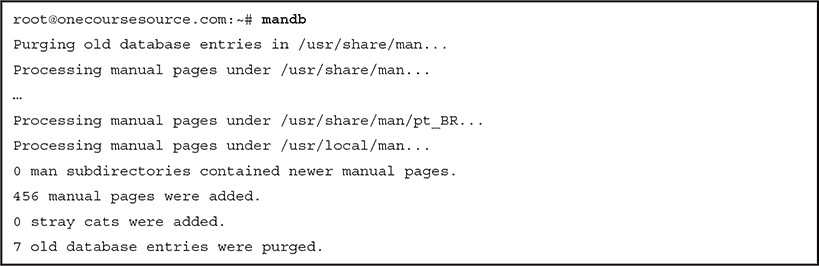 root@onecoursesource.com:~# mandb
Purging old database entries in /usr/share/man...
Processing manual pages under /usr/share/man...
…
Processing manual pages under /usr/share/man/pt_BR...
Processing manual pages under /usr/local/man...
0 man subdirectories contained newer manual pages.
456 manual pages were added.
0 stray cats were added.
7 old database entries were purged.